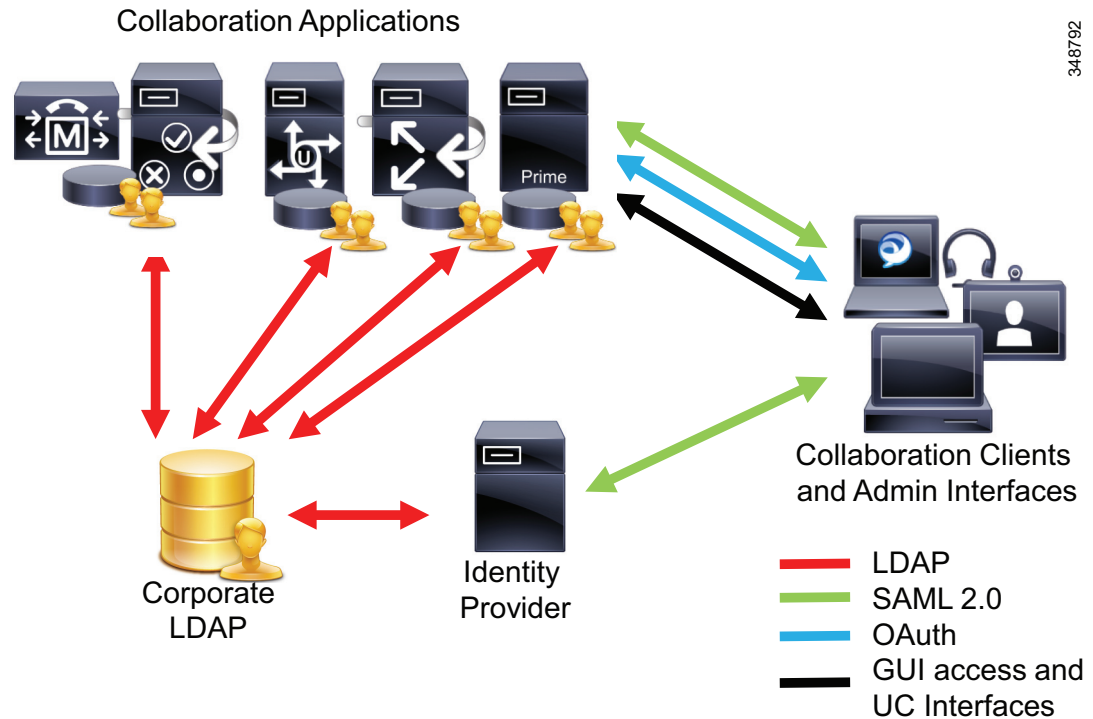 Collaboration Applications
348792
M
U
Prime
Collaboration Clients
and Admin Interfaces
Identity
Provider
Corporate
LDAP
LDAP
SAML 2.0
OAuth
GUI access and
UC Interfaces